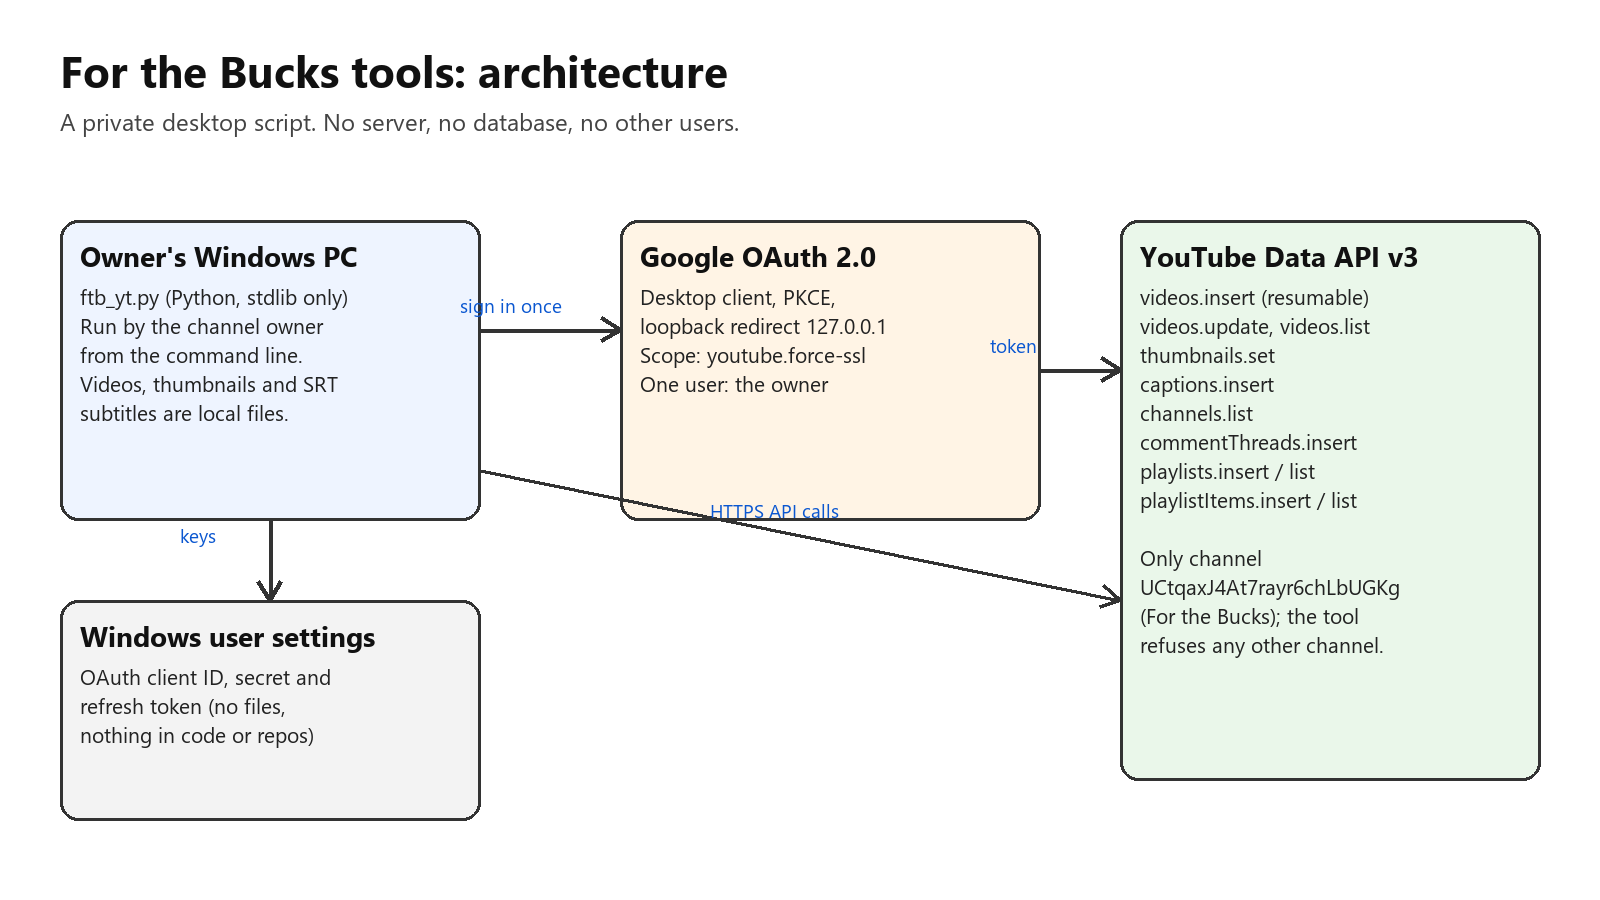 For the Bucks tools: architecture
A private desktop script. No server, no database, no other users.
Owner's Windows PC
ftb_yt.py (Python, stdlib only)
Run by the channel owner
from the command line.
Videos, thumbnails and SRT
subtitles are local files.
sign in once
Google OAuth 2.0
Desktop client, PKCE,
loopback redirect 127.0.0.1
Scope: youtube.force-ssl
One user: the owner
token
YouTube Data API v3
videos.insert (resumable)
videos.update, videos.list
thumbnails.set
captions.insert
channels.list
commentThreads.insert
playlists.insert / list
playlistItems.insert / list
Only channel
UCtqaxJ4At7rayr6chLbUGKg
(For the Bucks); the tool
refuses any other channel.
HTTPS API calls
keys
Windows user settings
OAuth client ID, secret and
refresh token (no files,
nothing in code or repos)